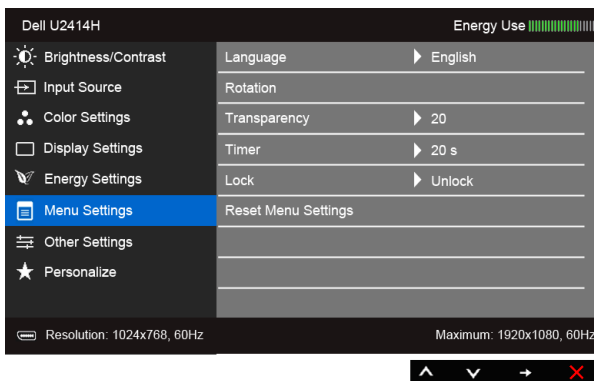 Dell U2414H Energy Use
Brightness/Contrast
Input Source
Color Settings
Display Settings
Energy Settings
Menu Settings
Other Settings
Personalize
Language English
Rotation
Transparency 20
Timer 20 s
Lock Unlock
Reset Menu Settings
Resolution: 1024x768, 60Hz Maximum: 1920x1080, 60Hz